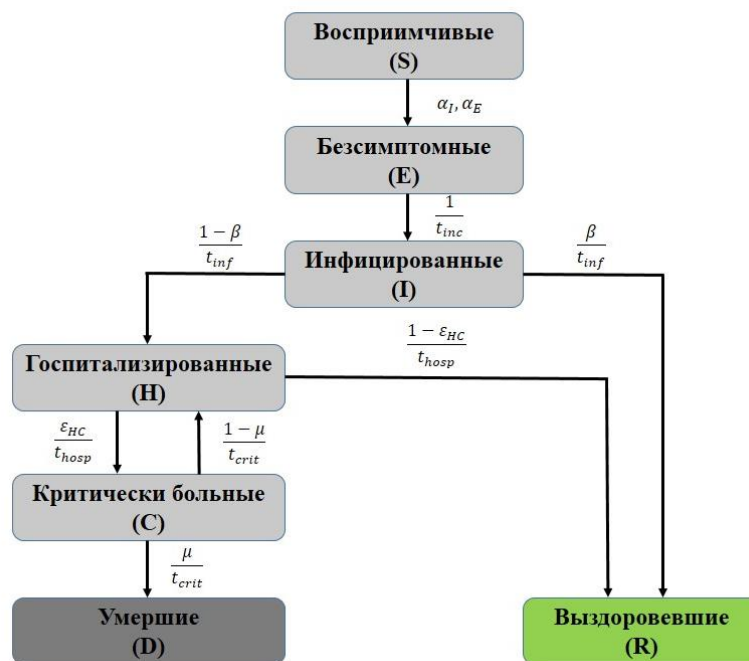 Восприимчивые
(S)
α_I, α_E
Безсимптомные
(E)
1
t_inc
1 − β
t_inf
β
t_inf
Инфицированные
(I)
1 − ε_HC
t_hosp
Госпитализированные
(H)
ε_HC
t_hosp
1 − μ
t_crit
Критически больные
(C)
μ
t_crit
Умершие
(D)
Выздоровевшие
(R)